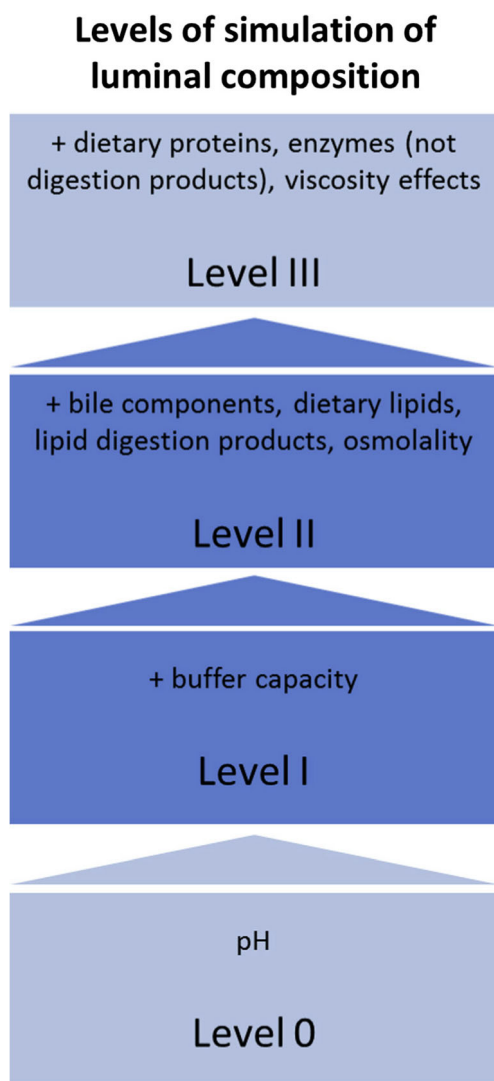 Levels of simulation of
luminal composition
+ dietary proteins, enzymes (not
digestion products), viscosity effects
Level III
+ bile components, dietary lipids,
lipid digestion products, osmolality
Level II
+ buffer capacity
Level I
pH
Level 0